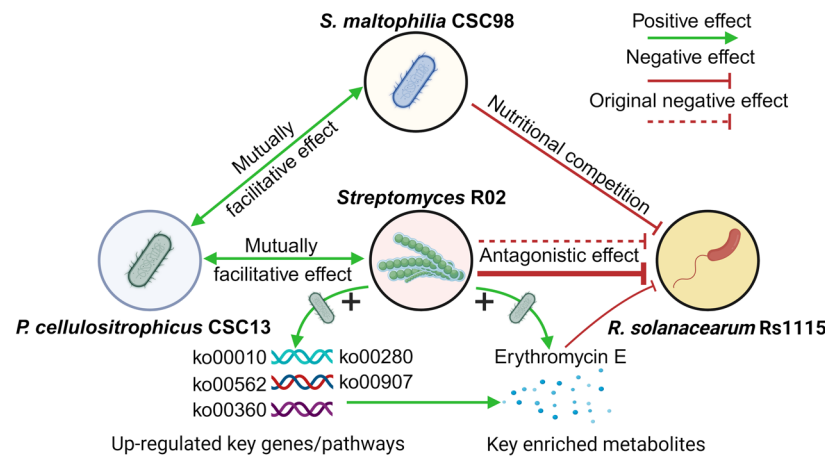 S. maltophilia CSC98
Positive effect
Negative effect
Original negative effect
Mutually
facilitative effect
Nutritional competition
Streptomyces R02
Mutually
facilitative effect
Antagonistic effect
P. cellulositrophicus CSC13
+
+
R. solanacearum Rs1115
ko00010
ko00280
ko00562
ko00907
ko00360
Erythromycin E
Up-regulated key genes/pathways
Key enriched metabolites